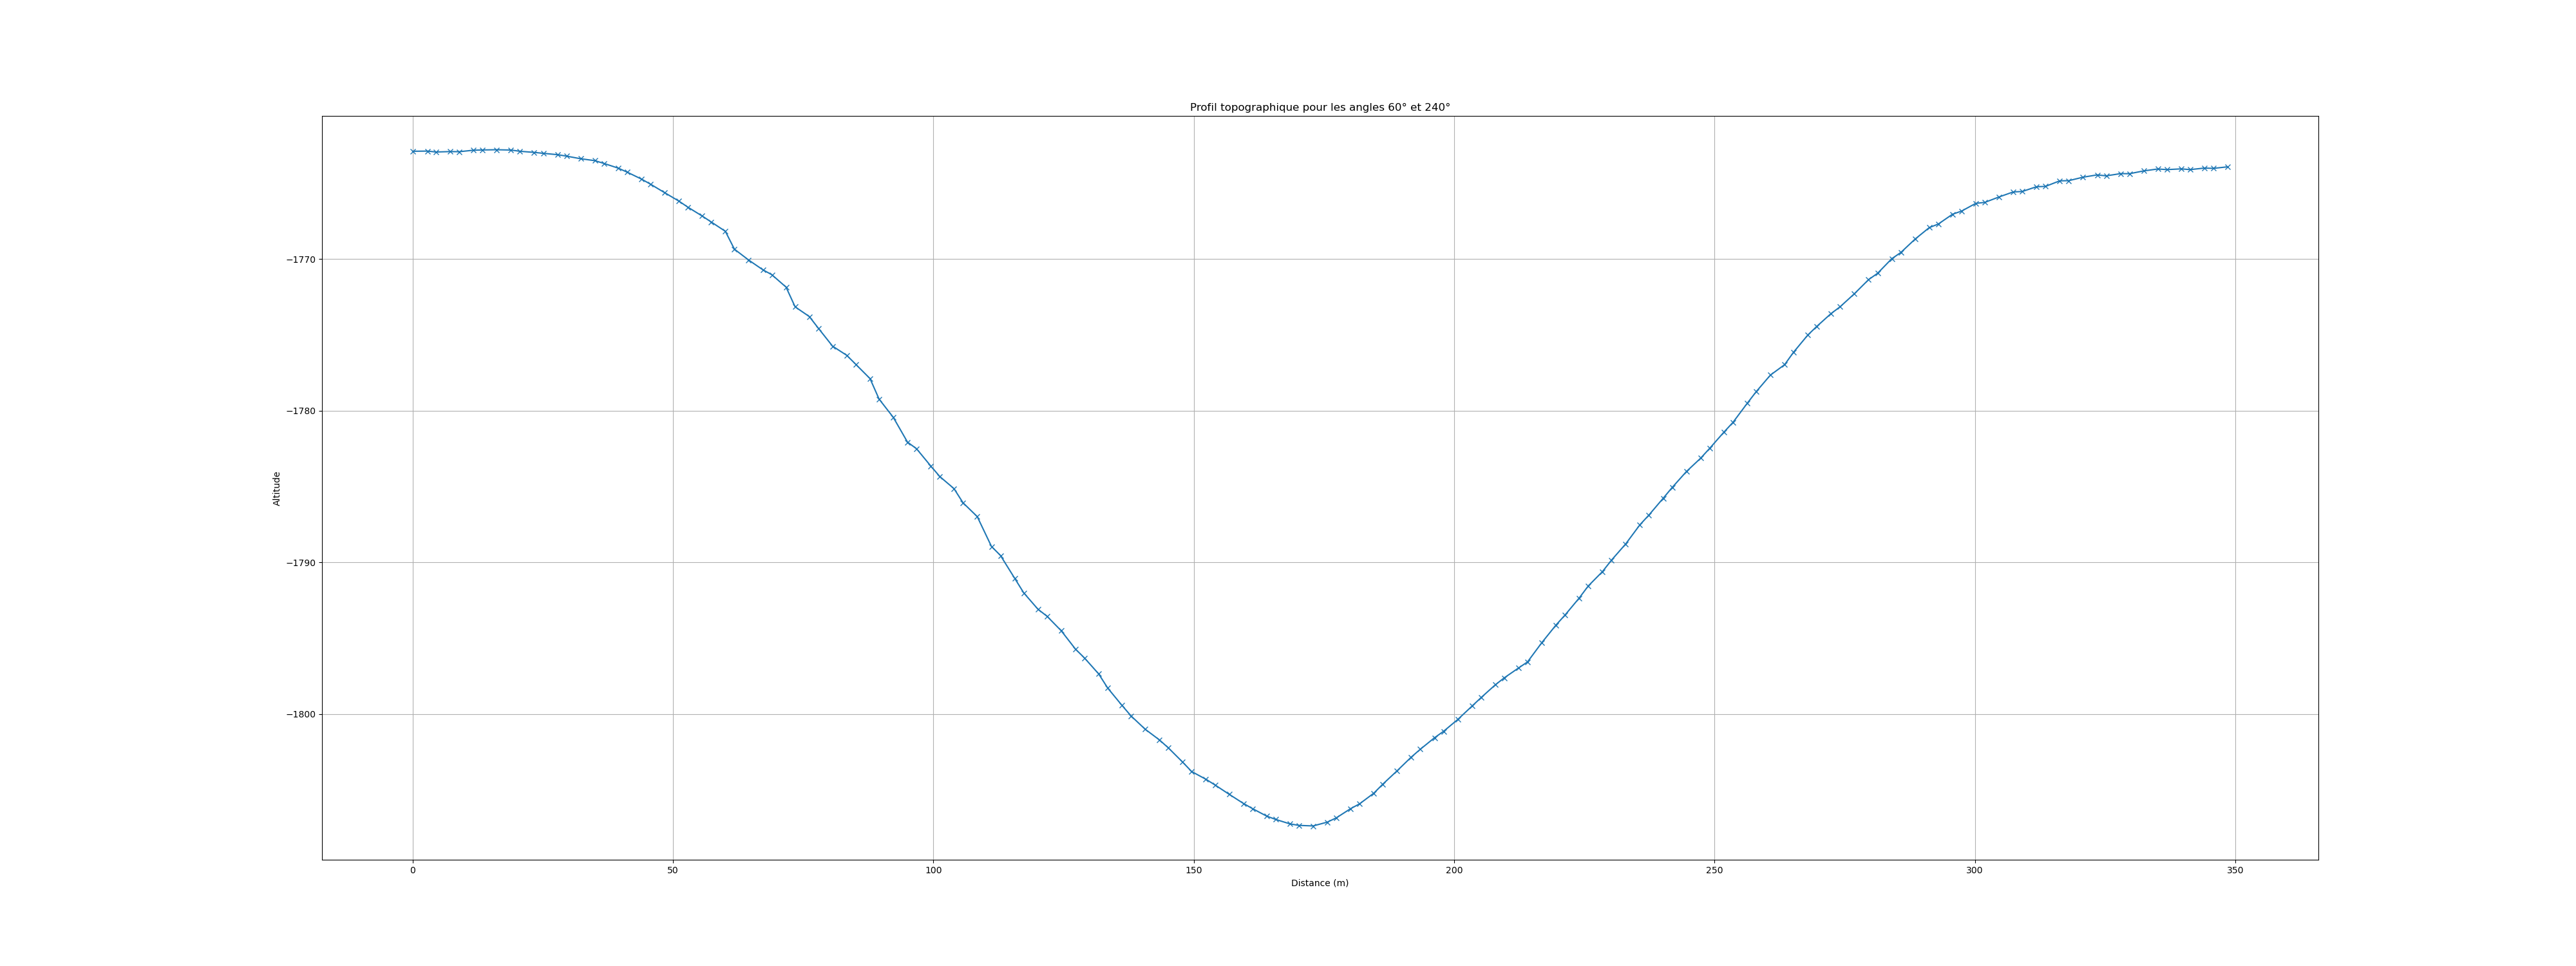 Profil topographique pour les angles 60° et 240°
−1770
−1780
−1790
−1800
Altitude
0 50 100 150 200 250 300 350
Distance (m)